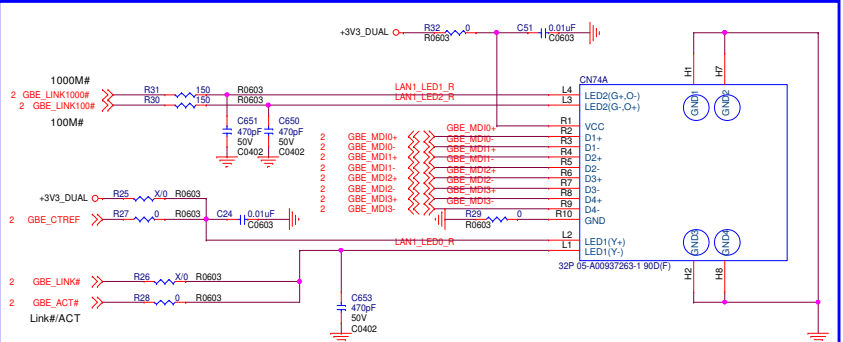 +3V3_DUAL R32 0 R0603 C51 0.01uF C0603
CN74A
H1 H7
1000M#
2 GBE_LINK1000# R31 150 R0603 LAN1_LED1_R L4 LED2(G+,O-)
2 GBE_LINK100# R30 150 R0603 LAN1_LED2_R L3 LED2(G-,O+)
100M#
GND1 GND2
C651 470pF 50V C0402
C650 470pF 50V C0402
R1 VCC
2 GBE_MDI0+ GBE_MDI0+ R2 D1+
2 GBE_MDI0- GBE_MDI0- R3 D1-
2 GBE_MDI1+ GBE_MDI1+ R4 D2+
2 GBE_MDI1- GBE_MDI1- R5 D2-
2 GBE_MDI2+ GBE_MDI2+ R6 D3+
2 GBE_MDI2- GBE_MDI2- R7 D3-
2 GBE_MDI3+ GBE_MDI3+ R8 D4+
2 GBE_MDI3- GBE_MDI3- R9 D4-
R29 0 R0603 R10 GND
+3V3_DUAL R25 X/0 R0603
2 GBE_CTREF R27 0 R0603 C24 0.01uF C0603
L2 LED1(Y+)
LAN1_LED0_R L1 LED1(Y-)
GND3 GND4
32P 05-A00937263-1 90D(F)
H2 H8
2 GBE_LINK# R26 X/0 R0603
2 GBE_ACT# R28 0 R0603
Link#/ACT
C653 470pF 50V C0402